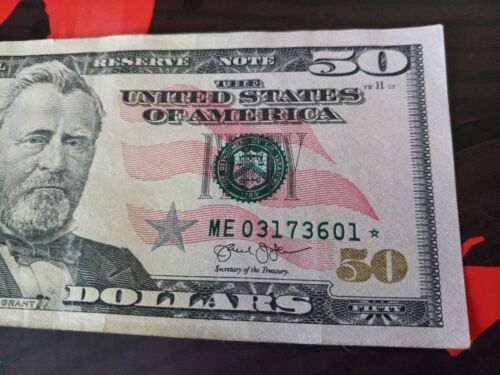 RESERVE NOTE
50
FW H 13
THE
UNITED STATES
OF AMERICA
FIFTY
ME 03173601 ★
Secretary of the Treasury.
50
GRANT
DOLLARS
FIFTY